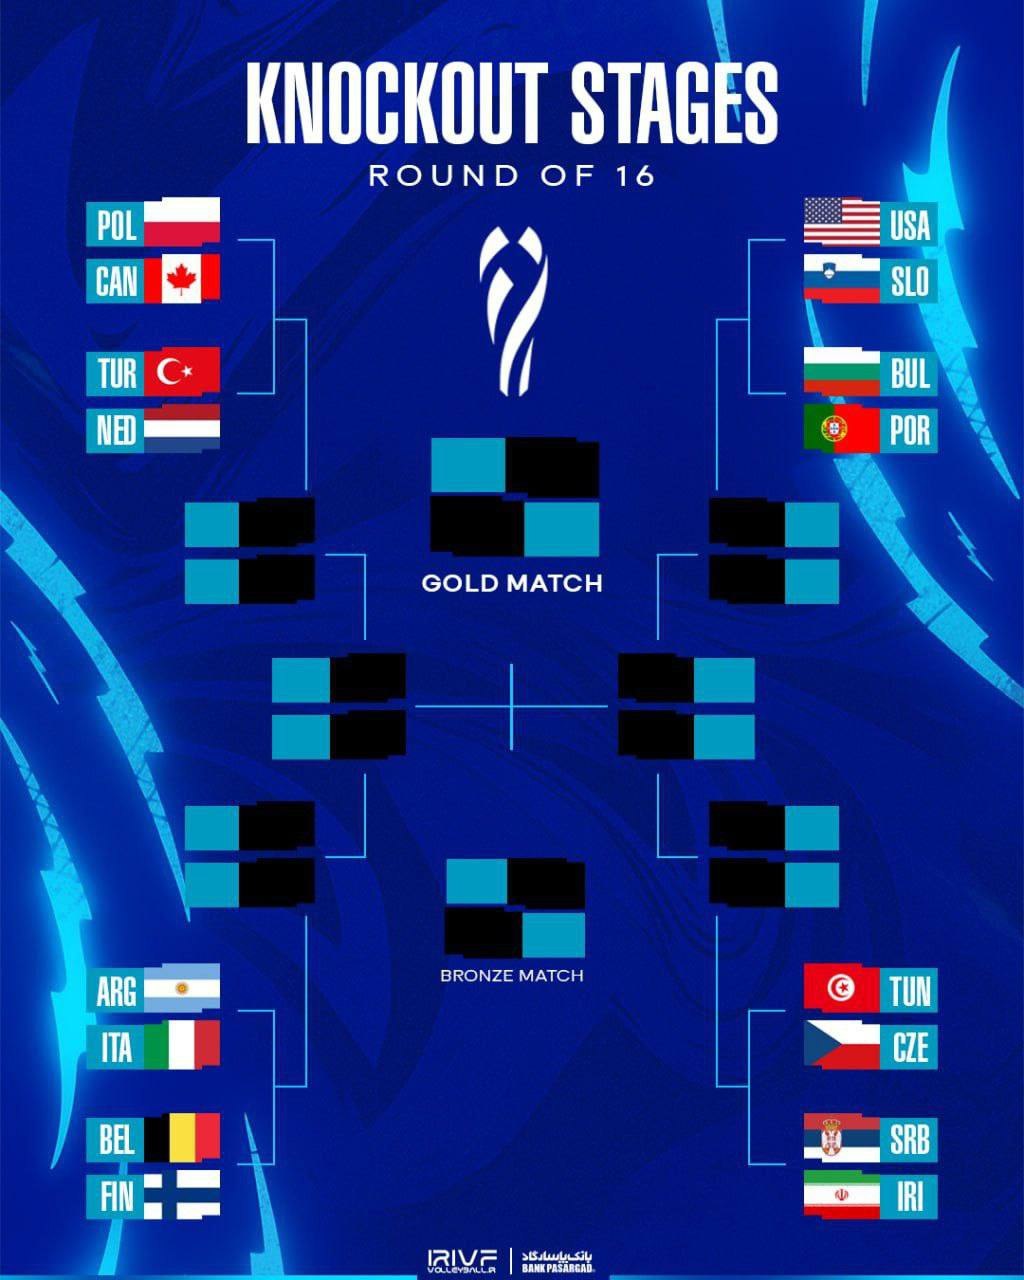 KNOCKOUT STAGES
ROUND OF 16
POL
CAN
TUR
NED
USA
SLO
BUL
POR
GOLD MATCH
BRONZE MATCH
ARG
ITA
BEL
FIN
TUN
CZE
SRB
IRI
IRIVF
VOLLEYBALL.IR
بانک پاسارگاد
BANK PASARGAD